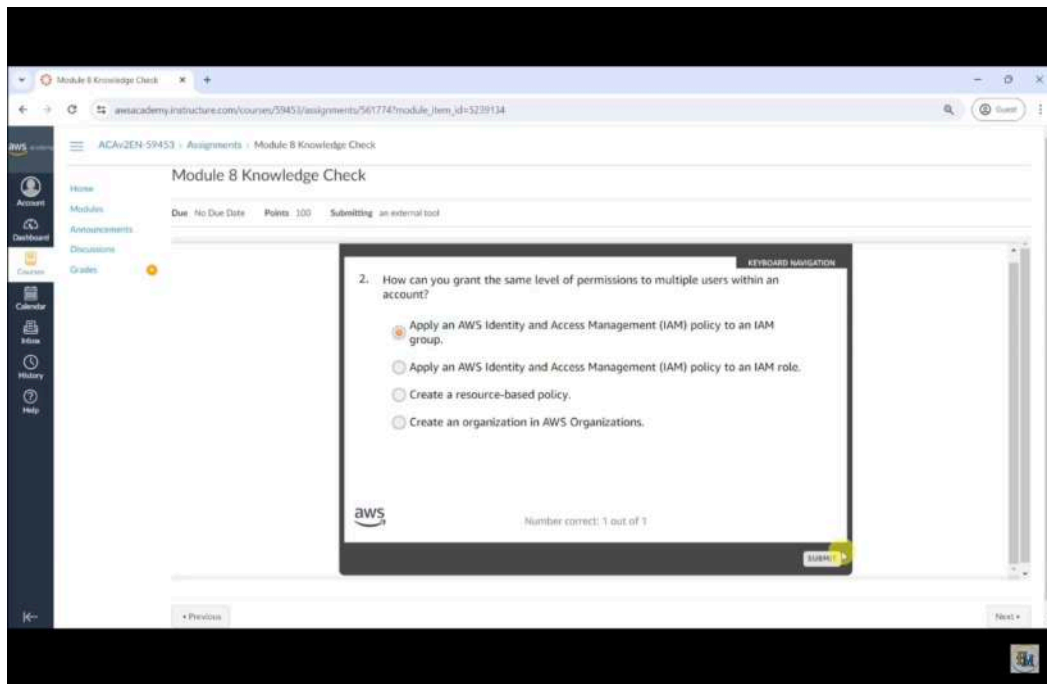 Module 8 Knowledge Check
awsacademy.instructure.com/courses/59453/assignments/561774?module_item_id=5239134
Guest
aws academy
ACAv2EN-59453 › Assignments › Module 8 Knowledge Check
Account
Dashboard
Courses
Calendar
Inbox
History
Help
Home
Modules
Announcements
Discussions
Grades
Module 8 Knowledge Check
Due No Due Date Points 100 Submitting an external tool
KEYBOARD NAVIGATION
2. How can you grant the same level of permissions to multiple users within an
account?
Apply an AWS Identity and Access Management (IAM) policy to an IAM
group.
Apply an AWS Identity and Access Management (IAM) policy to an IAM role.
Create a resource-based policy.
Create an organization in AWS Organizations.
aws
Number correct: 1 out of 1
SUBMIT
Previous
Next